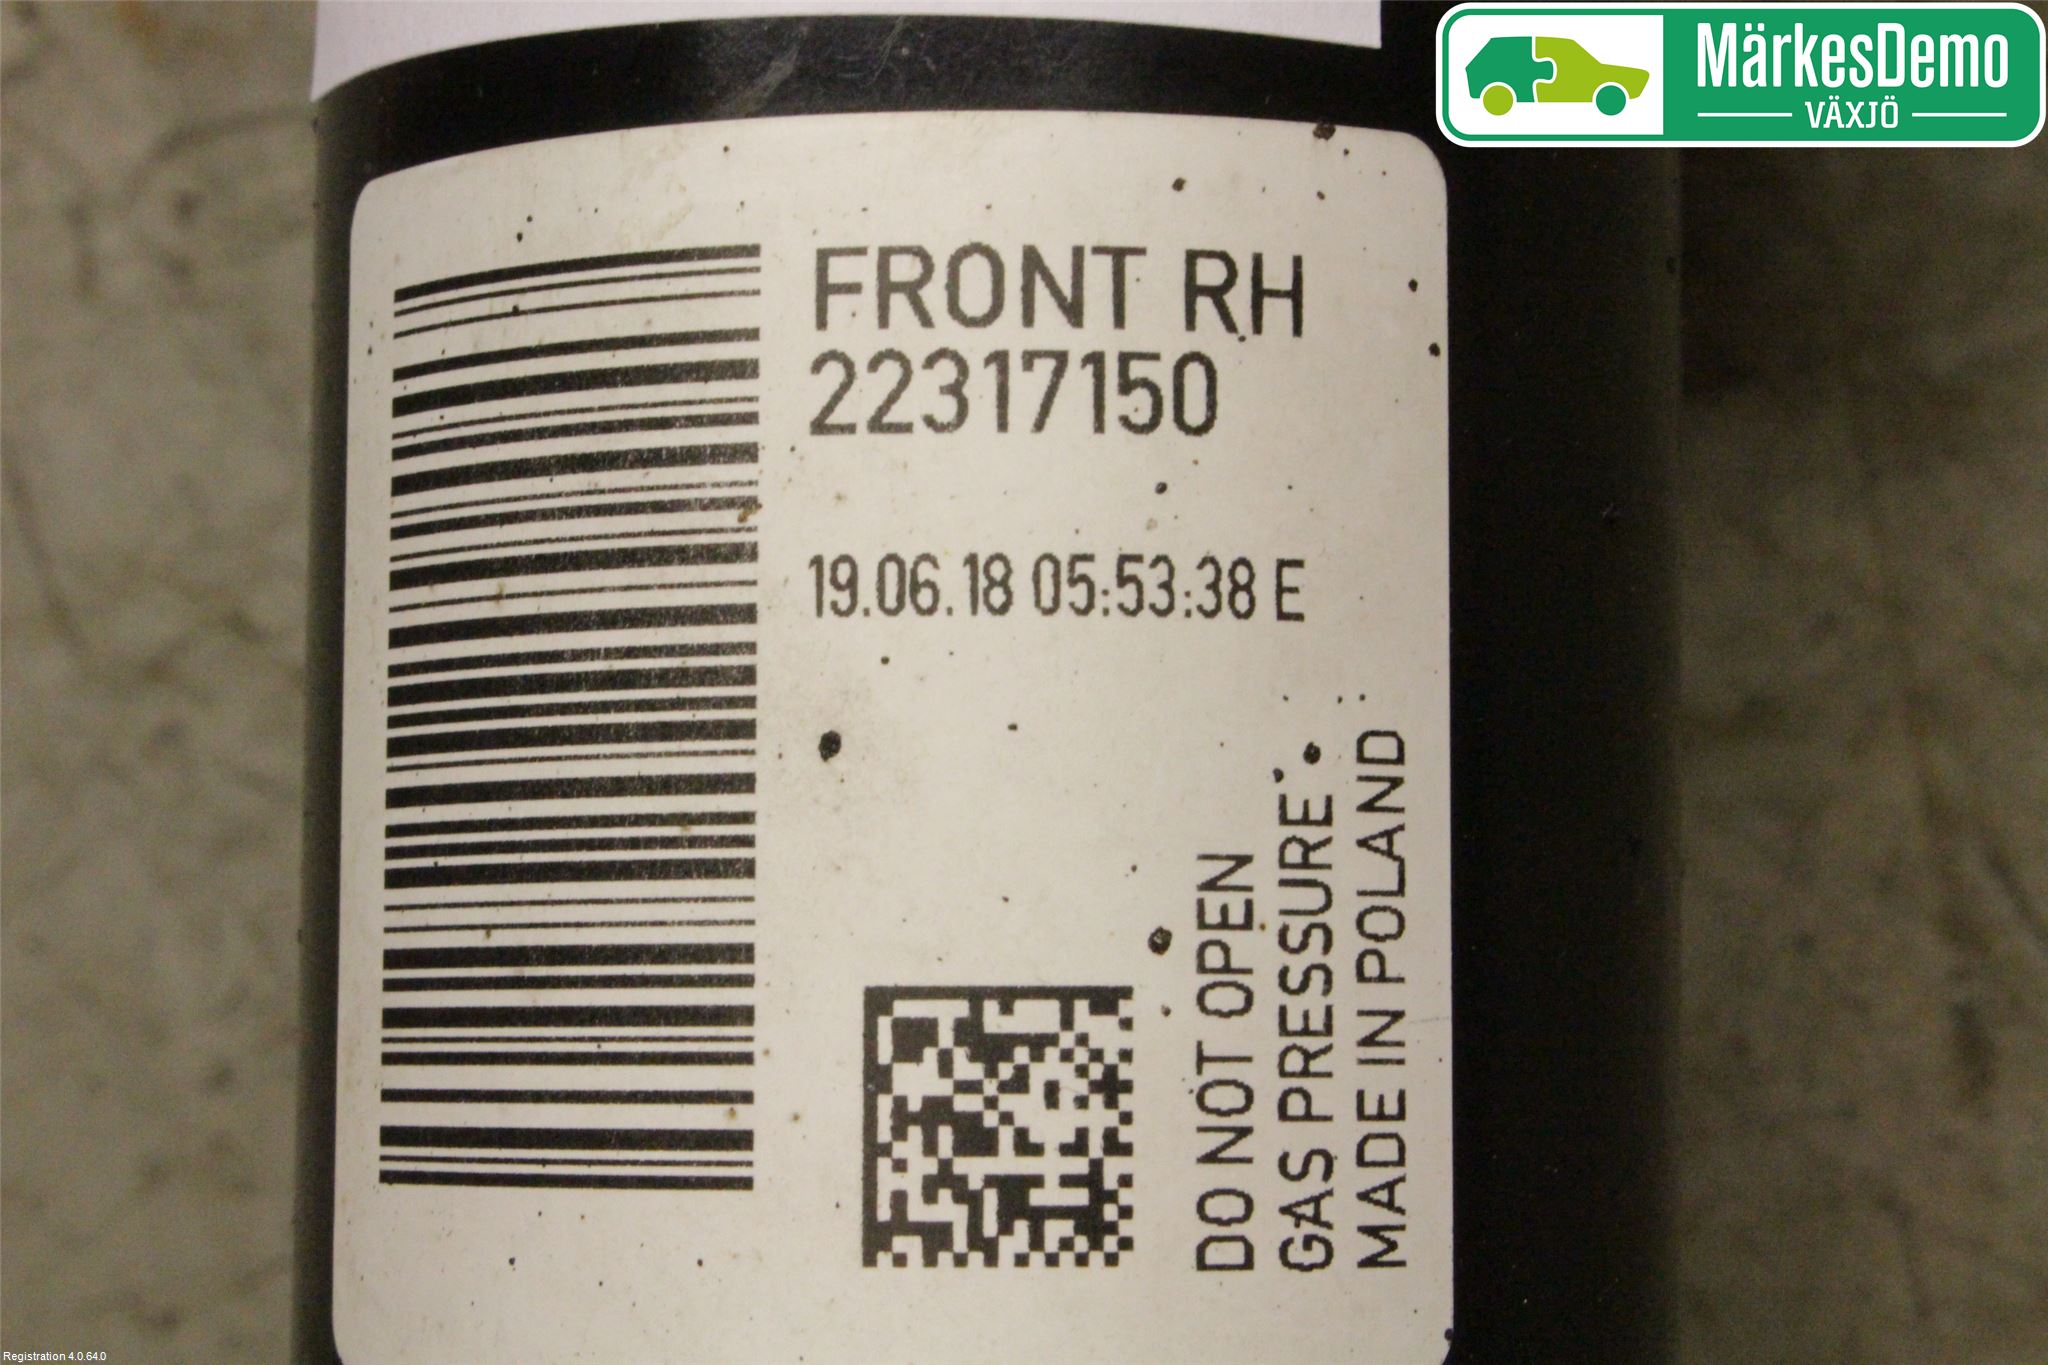 MärkesDemo
VÄXJÖ
FRONT RH
22317150
19.06.18 05:53:38 E
DO NOT OPEN
GAS PRESSURE
MADE IN POLAND
Registration 4.0.64.0